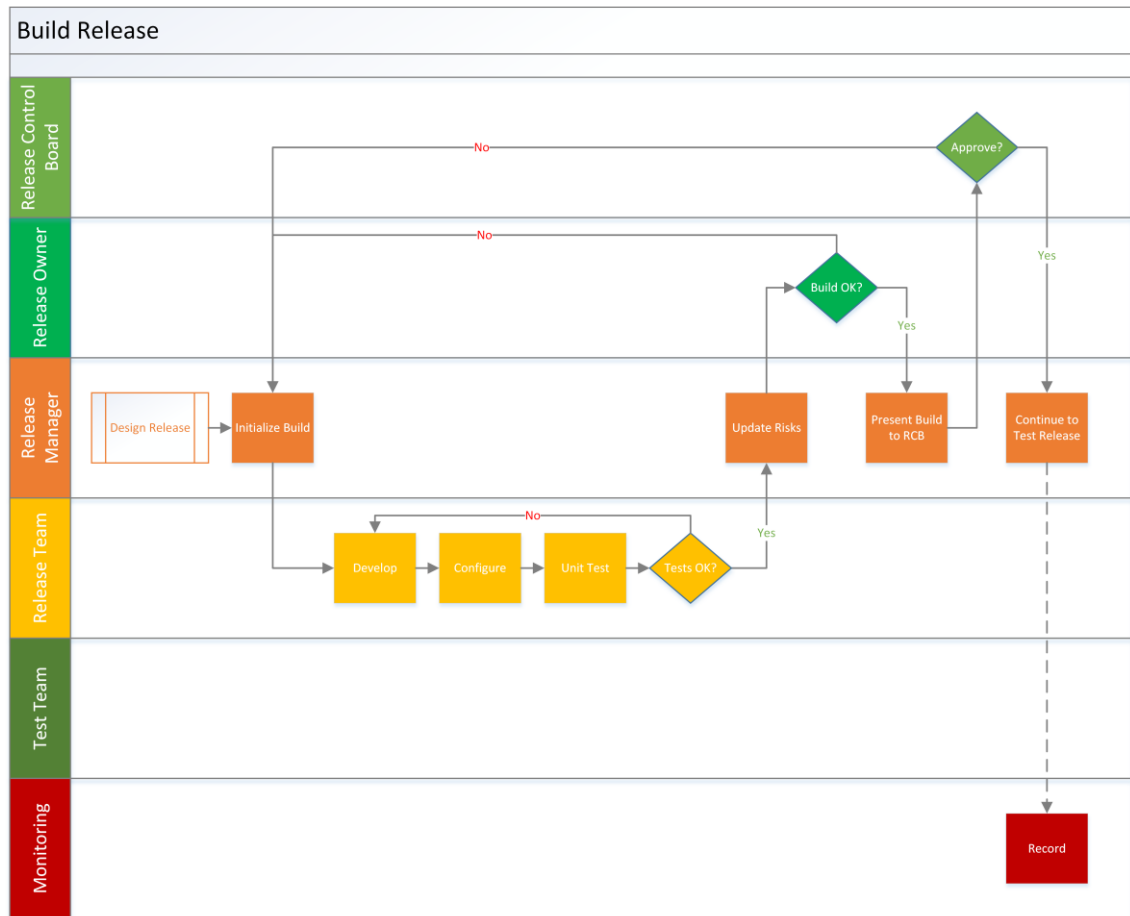 Build Release
Release Control
Board
Approve?
No
Release Owner
No
Build OK?
Yes
Yes
Release
Manager
Design Release
Initialize Build
Update Risks
Present Build
to RCB
Continue to
Test Release
Release Team
No
Develop
Configure
Unit Test
Tests OK?
Yes
Test Team
Monitoring
Record